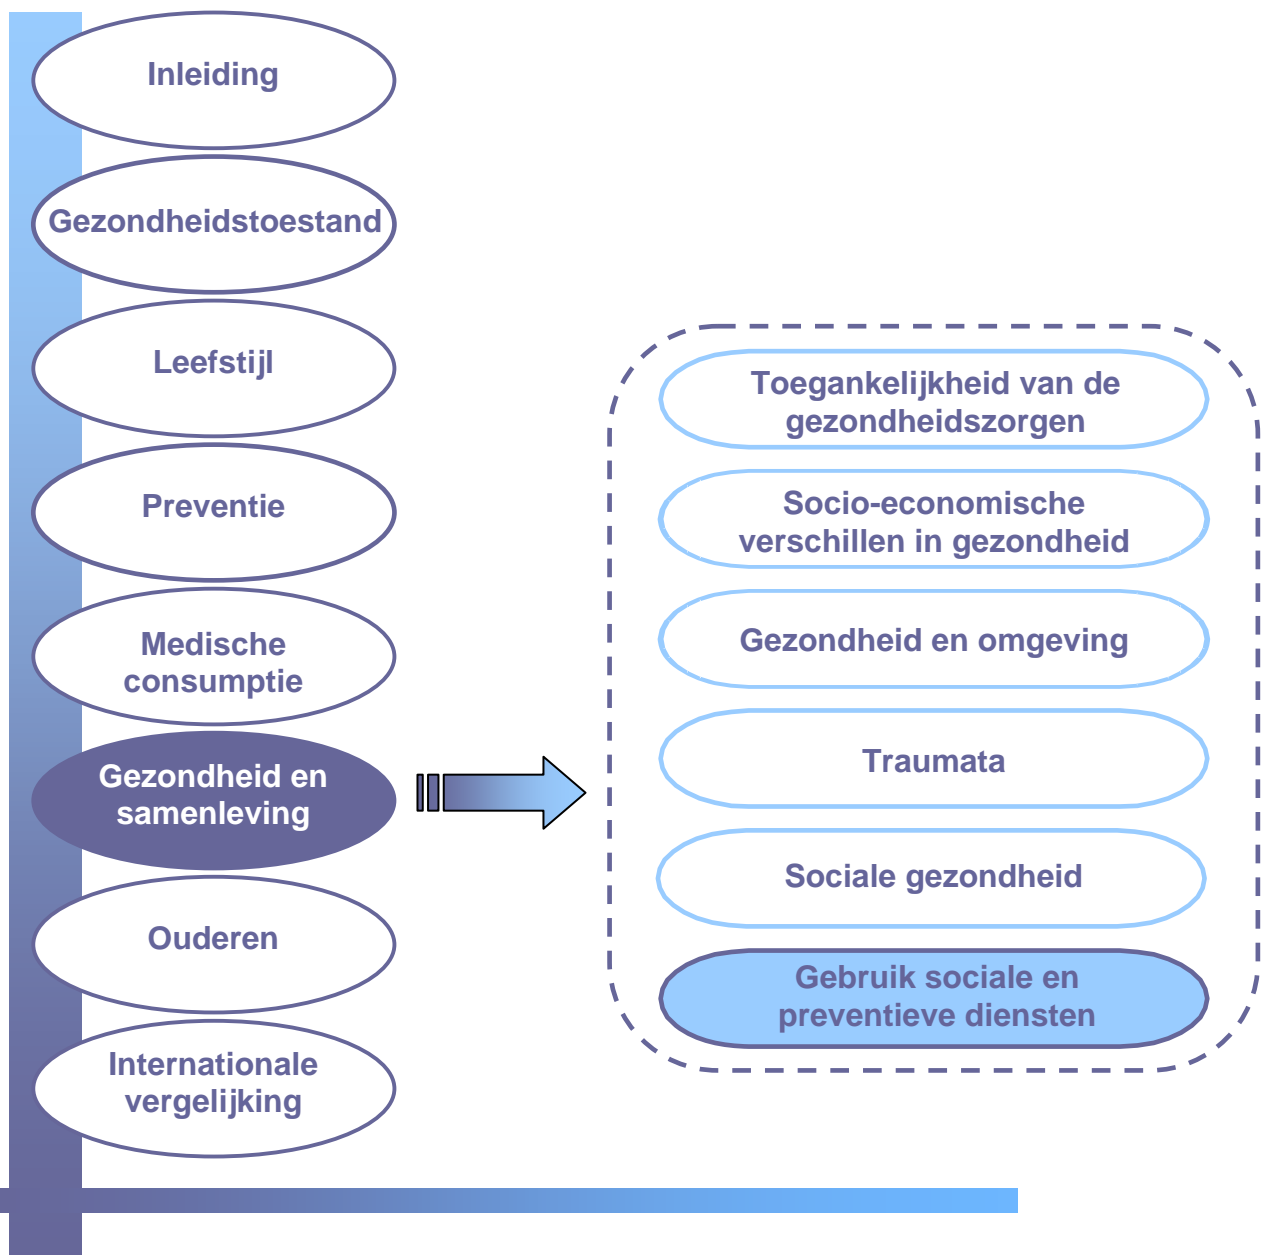 Inleiding
Gezondheidstoestand
Leefstijl
Preventie
Medische
consumptie
Gezondheid en
samenleving
Ouderen
Internationale
vergelijking
Toegankelijkheid van de
gezondheidszorgen
Socio-economische
verschillen in gezondheid
Gezondheid en omgeving
Traumata
Sociale gezondheid
Gebruik sociale en
preventieve diensten